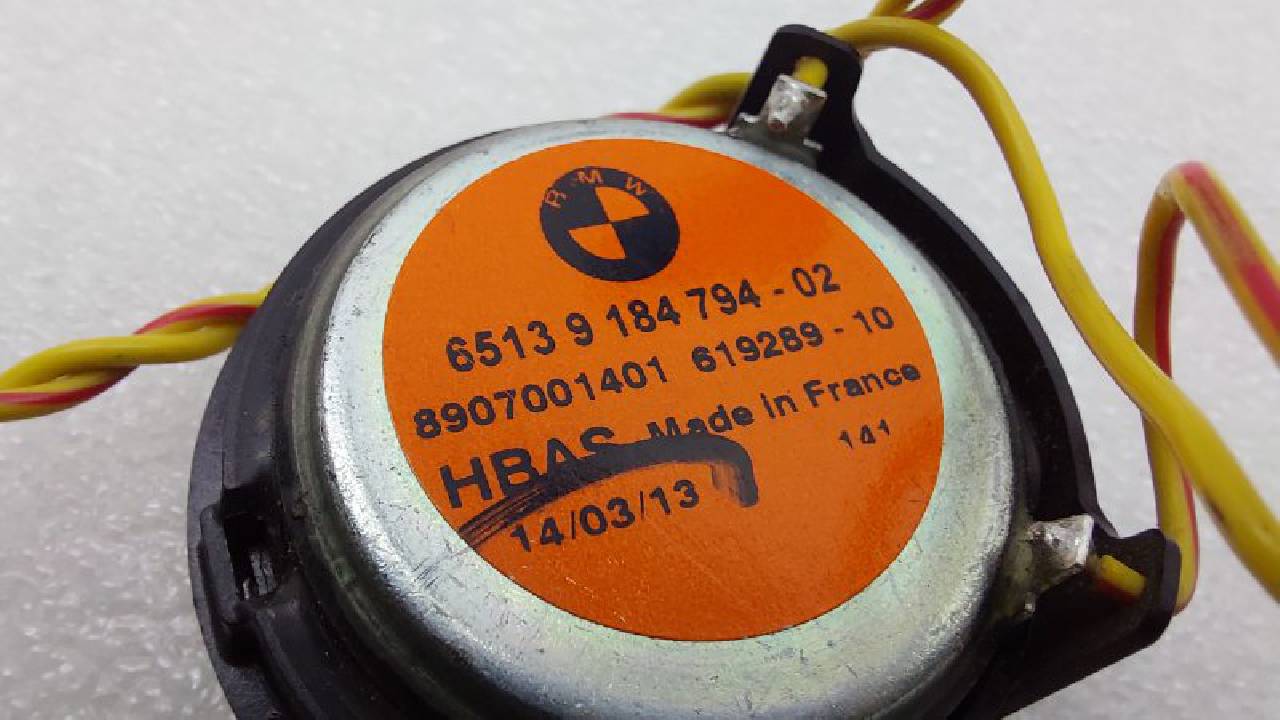 BMW
6513 9 184 794 - 02
8907001401 619289 - 10
HBAS Made in France
141
14/03/13